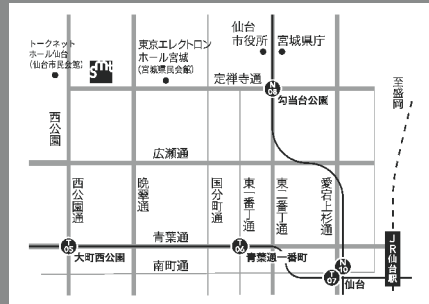 仙台
市役所
宮城県庁
トークネット
ホール仙台
(仙台市民会館)
smt
東京エレクトロン
ホール宮城
(宮城県民会館)
定禅寺通
N
08
勾当台公園
至盛岡
西公園
広瀬通
西公園通
晩翠通
国分町通
東一番丁通
東二番丁通
愛宕上杉通
青葉通
T
05
大町西公園
T
06
青葉通一番町
南町通
N
10
T
07
仙台
JR仙台駅